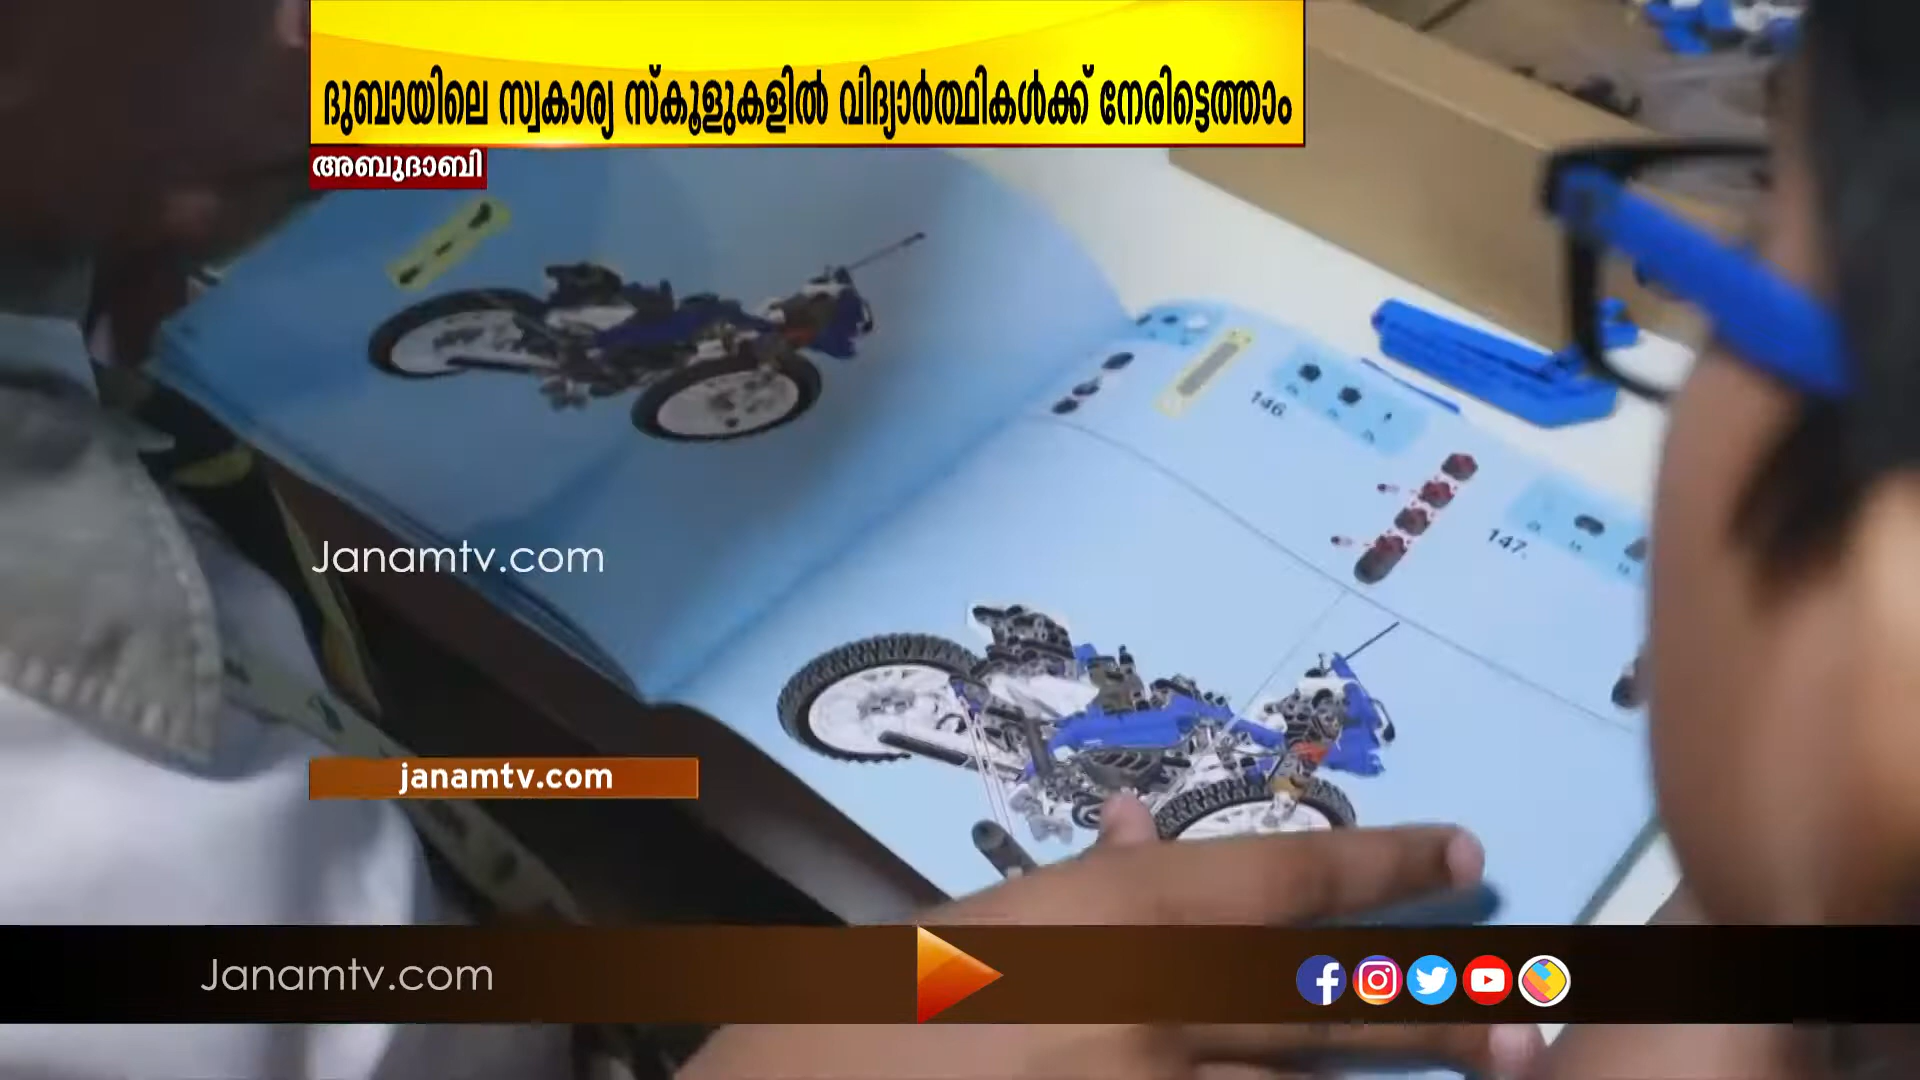 ദുബായിലെ സ്വകാര്യ സ്കൂളുകളിൽ വിദ്യാർത്ഥികൾക്ക് നേരിട്ടെത്താം
അബുദാബി
146.
147.
Janamtv.com
janamtv.com
Janamtv.com